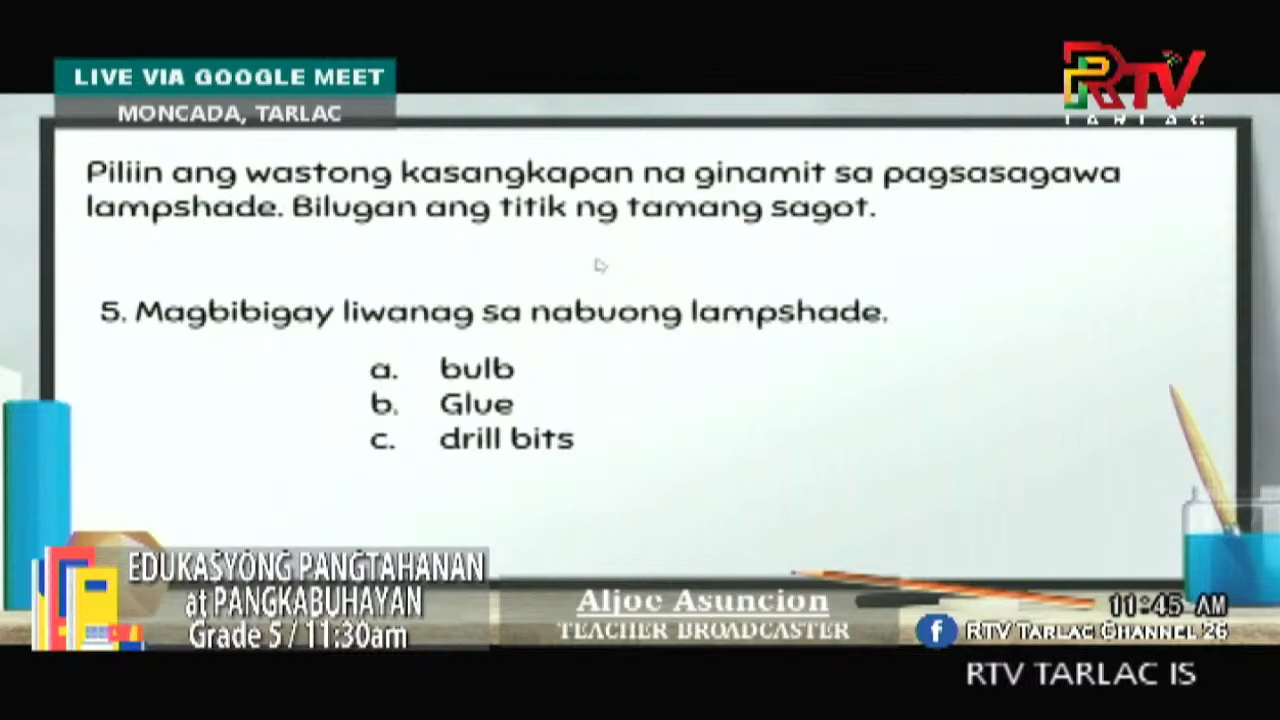 LIVE VIA GOOGLE MEET
MONCADA, TARLAC
RTV
TARLAC
Piliin ang wastong kasangkapan na ginamit sa pagsasagawa
lampshade. Bilugan ang titik ng tamang sagot.
5. Magbibigay liwanag sa nabuong lampshade.
a. bulb
b. Glue
c. drill bits
EDUKASYONG PANGTAHANAN
at PANGKABUHAYAN
Grade 5 / 11:30am
Aljoe Asuncion
TEACHER BROADCASTER
11:45 AM
f RTV TARLAC CHANNEL 26
RTV TARLAC IS